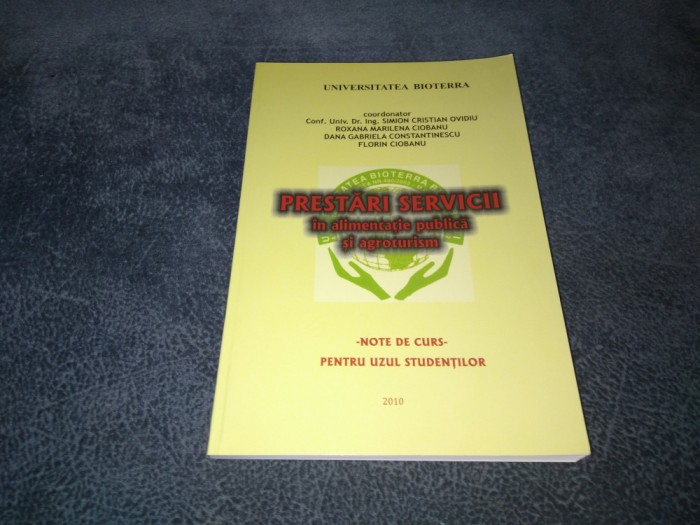 UNIVERSITATEA BIOTERRA
coordonator
Conf. Univ. Dr. Ing. SIMION CRISTIAN OVIDIU
ROXANA MARILENA CIOBANU
DANA GABRIELA CONSTANTINESCU
FLORIN CIOBANU
BIOTERRA
PRESTĂRI SERVICII
în alimentație publică
și agroturism
-NOTE DE CURS-
PENTRU UZUL STUDENȚILOR
2010